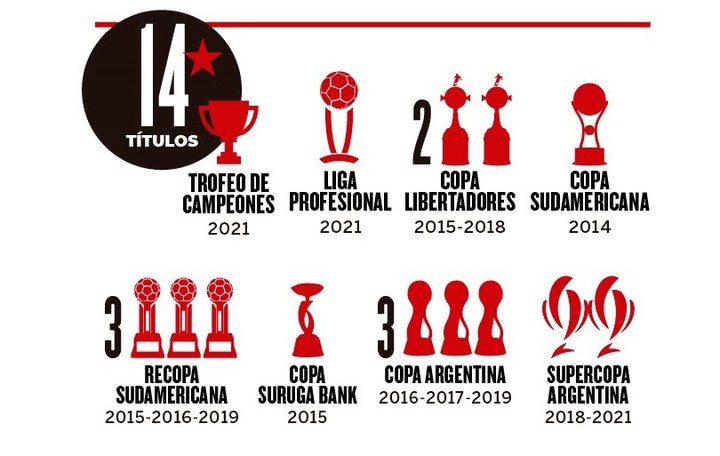 14
TÍTULOS
TROFEO DE
CAMPEONES
2021
LIGA
PROFESIONAL
2021
2
COPA
LIBERTADORES
2015-2018
COPA
SUDAMERICANA
2014
3
RECOPA
SUDAMERICANA
2015-2016-2019
COPA
SURUGA BANK
2015
3
COPA ARGENTINA
2016-2017-2019
SUPERCOPA
ARGENTINA
2018-2021